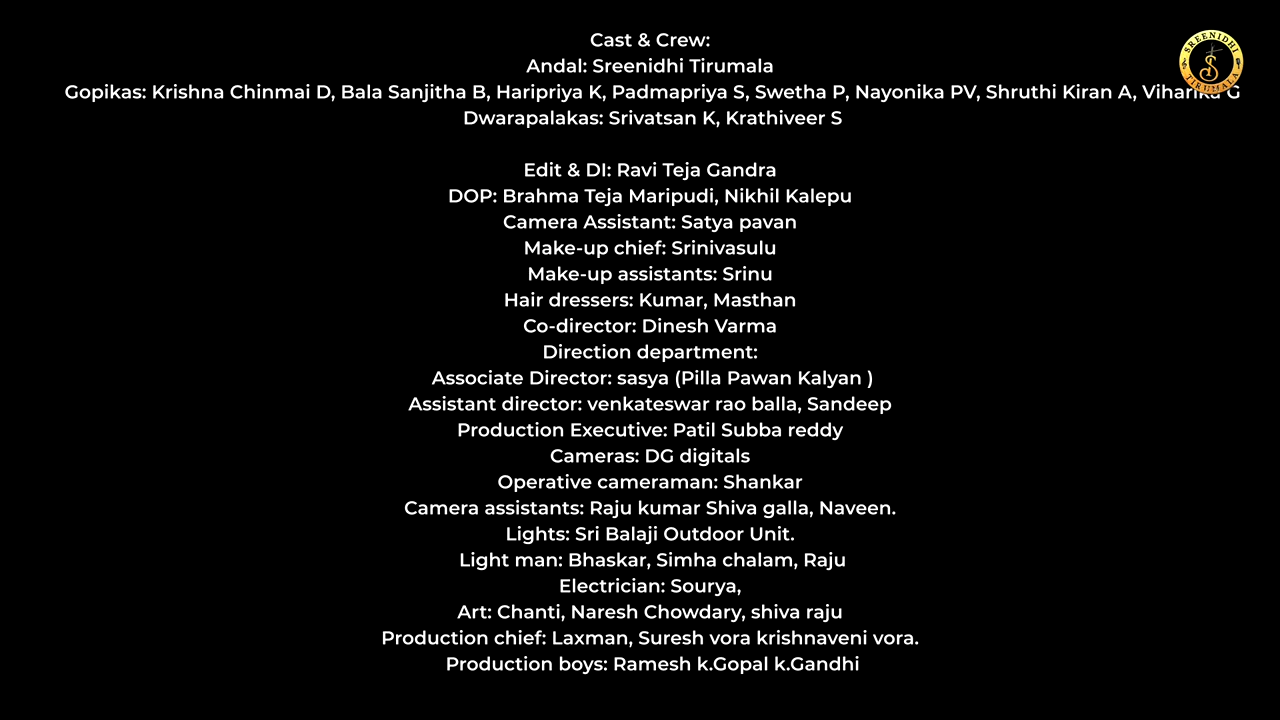 Cast & Crew:
Andal: Sreenidhi Tirumala
Gopikas: Krishna Chinmai D, Bala Sanjitha B, Haripriya K, Padmapriya S, Swetha P, Nayonika PV, Shruthi Kiran A, Viharika G
Dwarapalakas: Srivatsan K, Krathiveer S
Edit & DI: Ravi Teja Gandra
DOP: Brahma Teja Maripudi, Nikhil Kalepu
Camera Assistant: Satya pavan
Make-up chief: Srinivasulu
Make-up assistants: Srinu
Hair dressers: Kumar, Masthan
Co-director: Dinesh Varma
Direction department:
Associate Director: sasya (Pilla Pawan Kalyan )
Assistant director: venkateswar rao balla, Sandeep
Production Executive: Patil Subba reddy
Cameras: DG digitals
Operative cameraman: Shankar
Camera assistants: Raju kumar Shiva galla, Naveen.
Lights: Sri Balaji Outdoor Unit.
Light man: Bhaskar, Simha chalam, Raju
Electrician: Sourya,
Art: Chanti, Naresh Chowdary, shiva raju
Production chief: Laxman, Suresh vora krishnaveni vora.
Production boys: Ramesh k.Gopal k.Gandhi
SREENIDHI
TIRUMALA